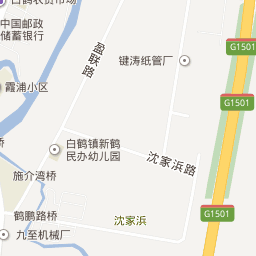 白鹤农贸市场
中国邮政
储蓄银行
盈联路
键涛纸管厂
G1501
霞浦小区
G1501
白鹤镇新鹤
民办幼儿园
沈家浜路
施介湾桥
鹤鹏路桥
沈家浜
G1501
九至机械厂